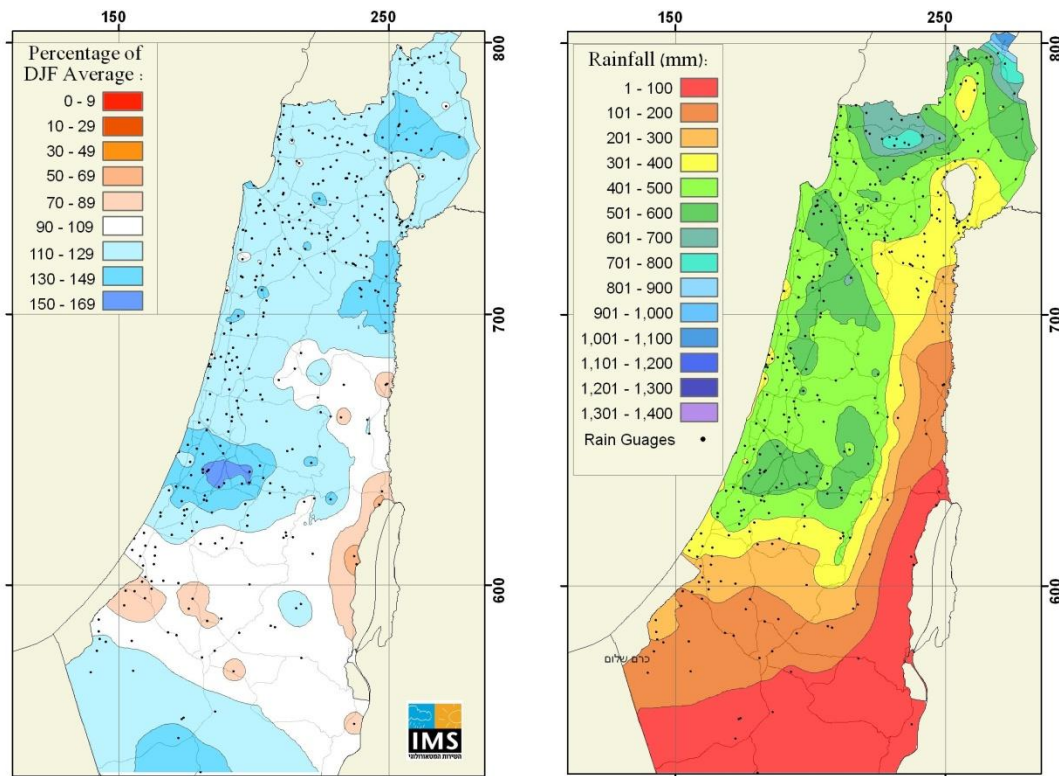 150
250
Percentage of
DJF Average :
0 - 9
10 - 29
30 - 49
50 - 69
70 - 89
90 - 109
110 - 129
130 - 149
150 - 169
800
700
600
IMS
השירות המטאורולוגי
150
250
Rainfall (mm):
1 - 100
101 - 200
201 - 300
301 - 400
401 - 500
501 - 600
601 - 700
701 - 800
801 - 900
901 - 1,000
1,001 - 1,100
1,101 - 1,200
1,201 - 1,300
1,301 - 1,400
Rain Guages
800
700
600
כרם שלום